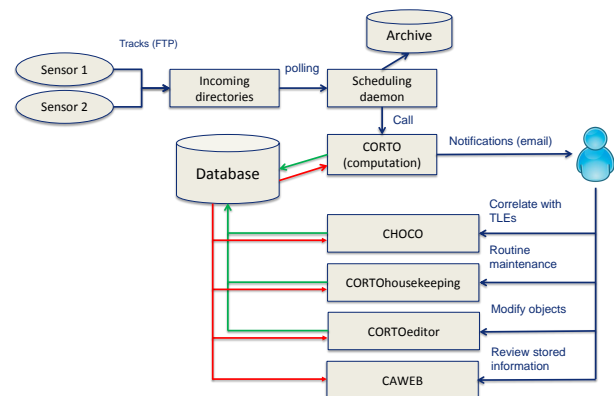 Archive
Tracks (FTP)
Sensor 1
Sensor 2
Incoming
directories
polling
Scheduling
daemon
Call
CORTO
(computation)
Notifications (email)
Database
Correlate with
TLEs
CHOCO
Routine
maintenance
CORTOhousekeeping
Modify objects
CORTOeditor
Review stored
information
CAWEB